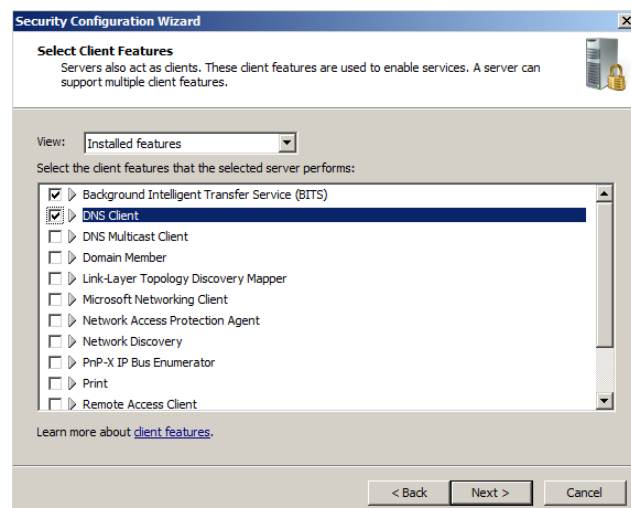 Security Configuration Wizard
Select Client Features
Servers also act as clients. These client features are used to enable services. A server can
support multiple client features.
View: Installed features
Select the client features that the selected server performs:
Background Intelligent Transfer Service (BITS)
DNS Client
DNS Multicast Client
Domain Member
Link-Layer Topology Discovery Mapper
Microsoft Networking Client
Network Access Protection Agent
Network Discovery
PnP-X IP Bus Enumerator
Print
Remote Access Client
Learn more about client features.
< Back Next > Cancel